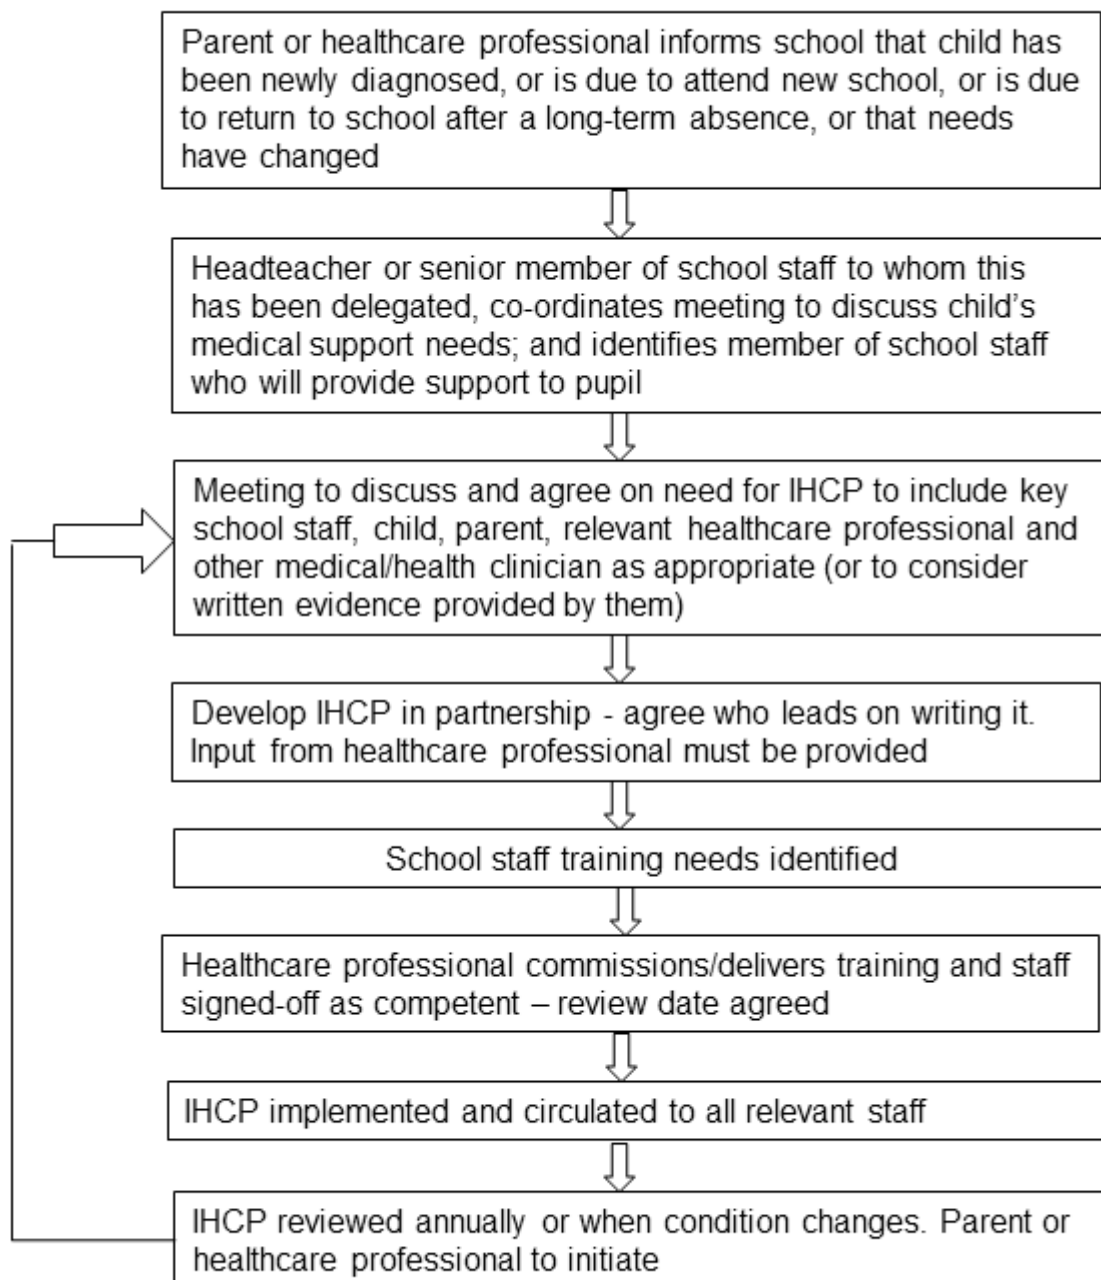 Parent or healthcare professional informs school that child has
been newly diagnosed, or is due to attend new school, or is due
to return to school after a long-term absence, or that needs
have changed
Headteacher or senior member of school staff to whom this
has been delegated, co-ordinates meeting to discuss child's
medical support needs; and identifies member of school staff
who will provide support to pupil
Meeting to discuss and agree on need for IHCP to include key
school staff, child, parent, relevant healthcare professional and
other medical/health clinician as appropriate (or to consider
written evidence provided by them)
Develop IHCP in partnership - agree who leads on writing it.
Input from healthcare professional must be provided
School staff training needs identified
Healthcare professional commissions/delivers training and staff
signed-off as competent – review date agreed
IHCP implemented and circulated to all relevant staff
IHCP reviewed annually or when condition changes. Parent or
healthcare professional to initiate